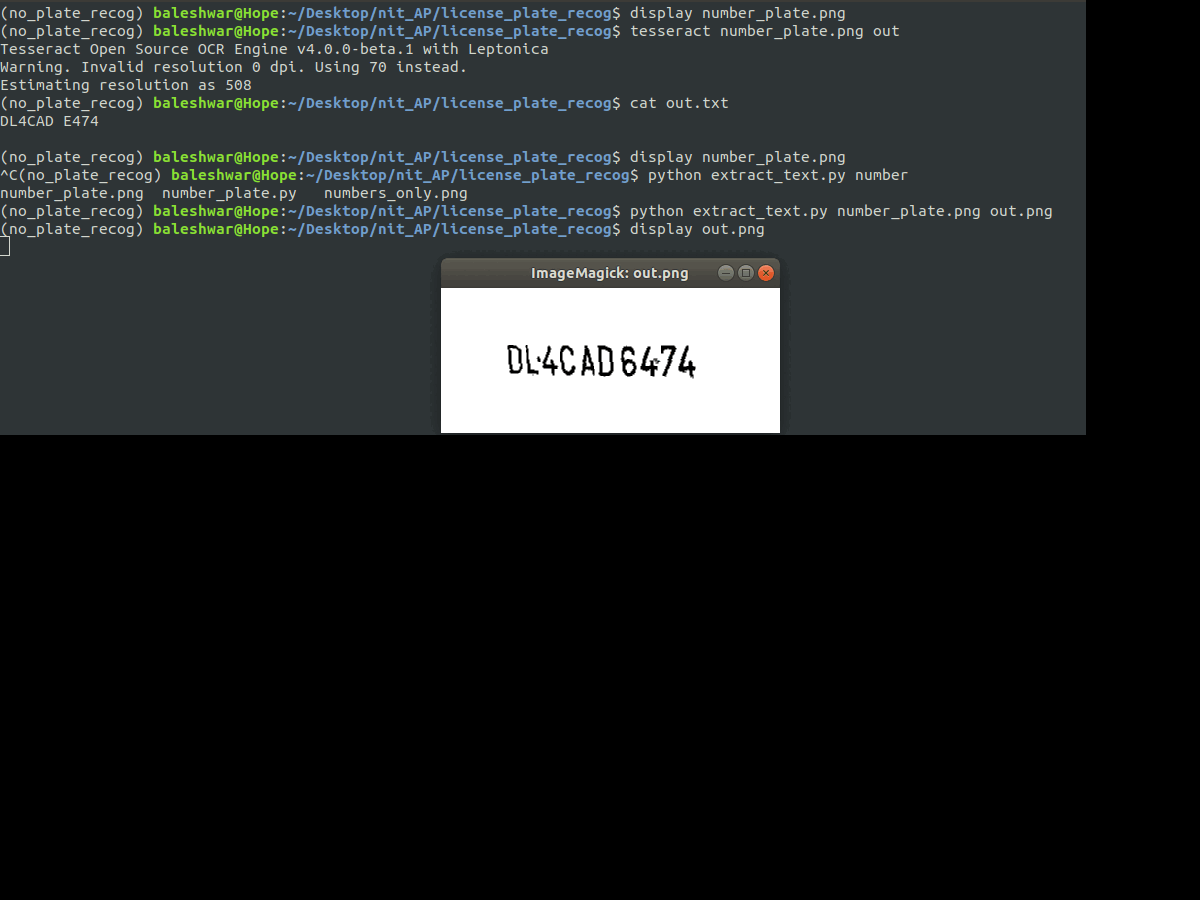 (no_plate_recog) baleshwar@Hope:~/Desktop/nit_AP/license_plate_recog$ display number_plate.png
(no_plate_recog) baleshwar@Hope:~/Desktop/nit_AP/license_plate_recog$ tesseract number_plate.png out
Tesseract Open Source OCR Engine v4.0.0-beta.1 with Leptonica
Warning. Invalid resolution 0 dpi. Using 70 instead.
Estimating resolution as 508
(no_plate_recog) baleshwar@Hope:~/Desktop/nit_AP/license_plate_recog$ cat out.txt
DL4CAD E474
(no_plate_recog) baleshwar@Hope:~/Desktop/nit_AP/license_plate_recog$ display number_plate.png
^C(no_plate_recog) baleshwar@Hope:~/Desktop/nit_AP/license_plate_recog$ python extract_text.py number
number_plate.png  number_plate.py   numbers_only.png
(no_plate_recog) baleshwar@Hope:~/Desktop/nit_AP/license_plate_recog$ python extract_text.py number_plate.png out.png
(no_plate_recog) baleshwar@Hope:~/Desktop/nit_AP/license_plate_recog$ display out.png
ImageMagick: out.png
DL4CAD6474